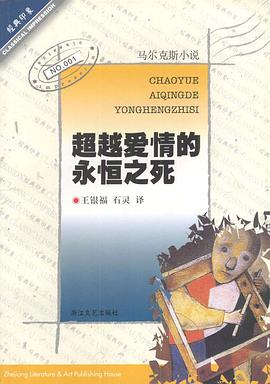 经典印象
CLASSICAL IMPRESSION
NO.001
马尔克斯小说
CHAOYUE
AIQINGDE
YONGHENGZHISI
超越爱情的
永恒之死
王银福 石灵 译
浙江文艺出版社
Zhejiang Literature & Art Publishing House